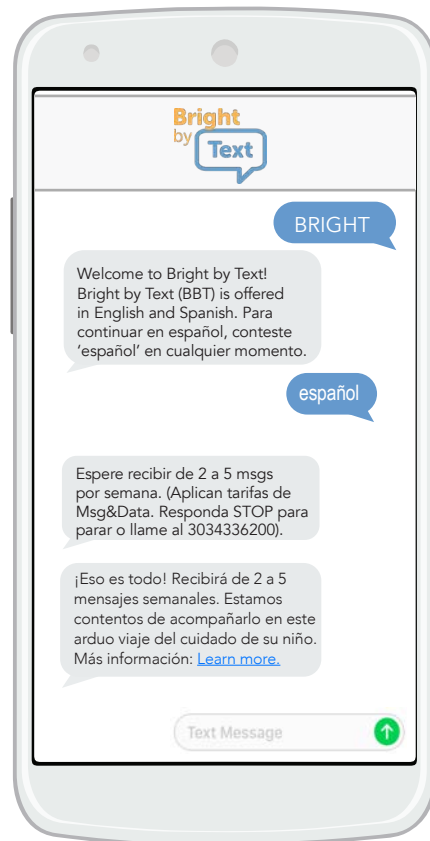 Bright
by
Text
BRIGHT
Welcome to Bright by Text!
Bright by Text (BBT) is offered
in English and Spanish. Para
continuar en español, conteste
‘español’ en cualquier momento.
español
Espere recibir de 2 a 5 msgs
por semana. (Aplican tarifas de
Msg&Data. Responda STOP para
parar o llame al 3034336200).
¡Eso es todo! Recibirá de 2 a 5
mensajes semanales. Estamos
contentos de acompañarlo en este
arduo viaje del cuidado de su niño.
Más información: Learn more.
Text Message